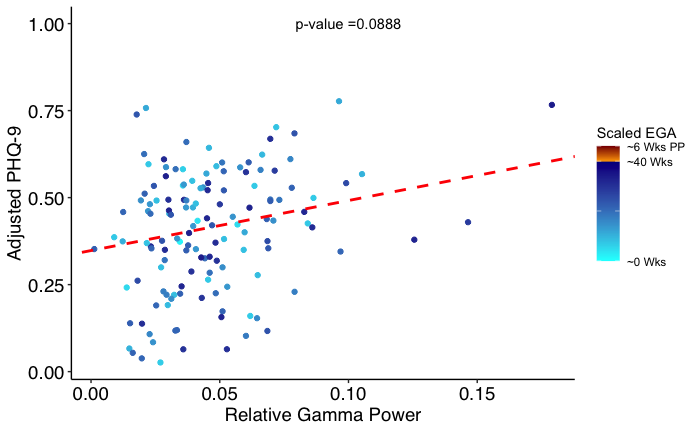 p-value =0.0888
1.00
0.75
0.50
0.25
0.00
Adjusted PHQ-9
0.00 0.05 0.10 0.15
Relative Gamma Power
Scaled EGA
~6 Wks PP
~40 Wks
~0 Wks